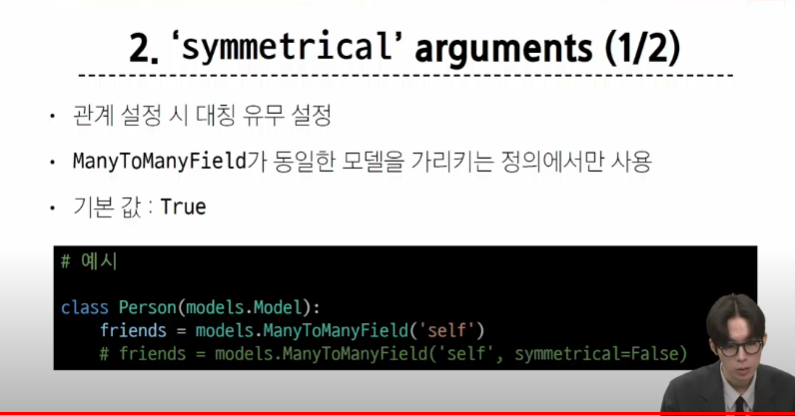 2. ‘symmetrical’ arguments (1/2)
• 관계 설정 시 대칭 유무 설정
• ManyToManyField가 동일한 모델을 가리키는 정의에서만 사용
• 기본 값 : True
# 예시
class Person(models.Model):
    friends = models.ManyToManyField('self')
    # friends = models.ManyToManyField('self', symmetrical=False)